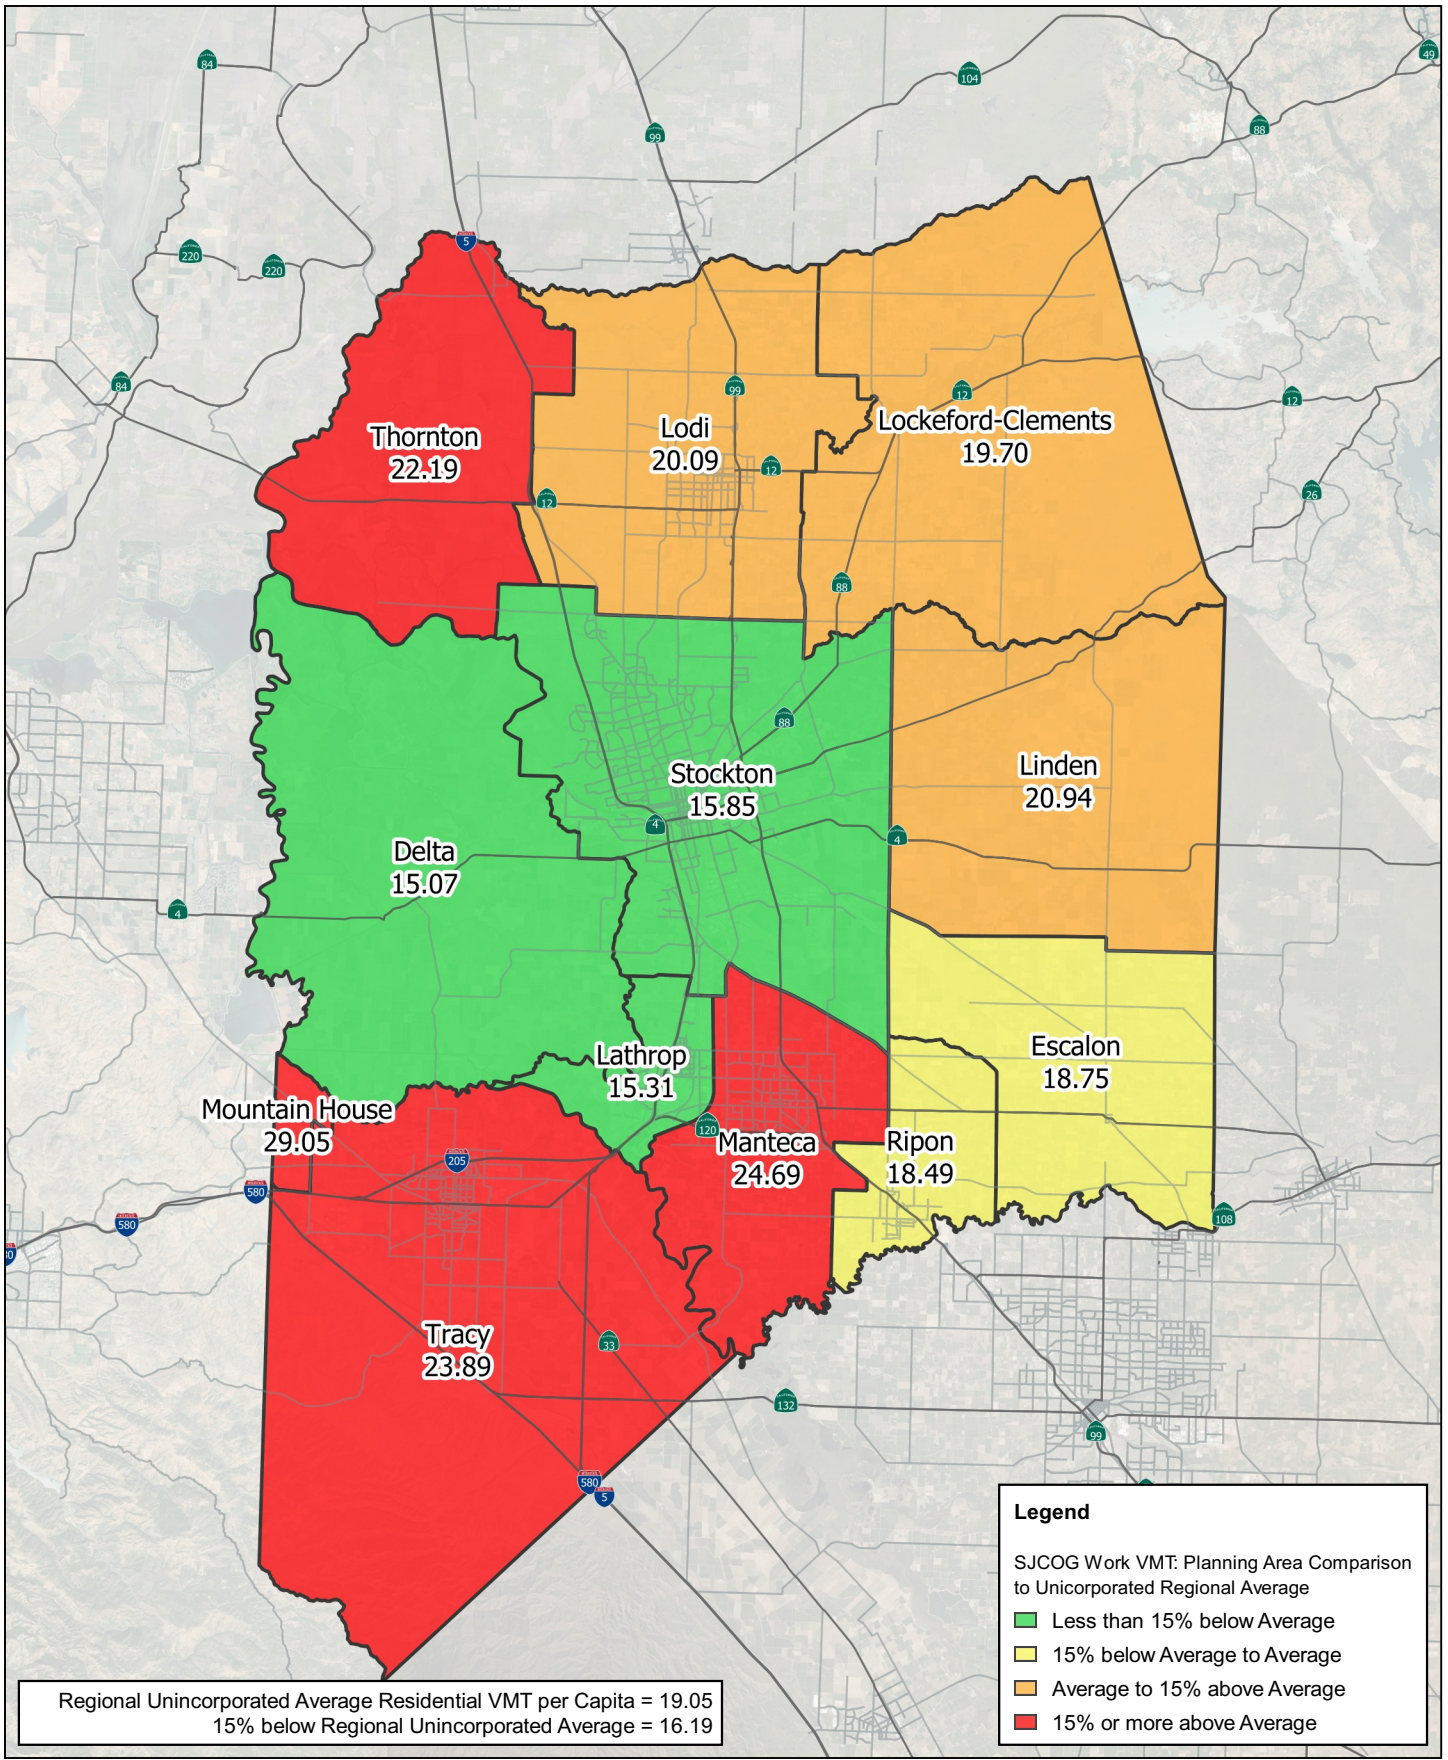 84
104
49
99
88
220
220
5
84
99
12
12
Thornton
22.19
Lodi
20.09
Lockeford-Clements
19.70
12
12
26
88
88
Stockton
15.85
Linden
20.94
4
4
Delta
15.07
4
Lathrop
15.31
Escalon
18.75
Mountain House
29.05
120
Manteca
24.69
Ripon
18.49
205
580
580
108
Tracy
23.89
33
132
99
580
5
Legend
SJCOG Work VMT: Planning Area Comparison
to Unicorporated Regional Average
Less than 15% below Average
15% below Average to Average
Average to 15% above Average
15% or more above Average
Regional Unincorporated Average Residential VMT per Capita = 19.05
15% below Regional Unincorporated Average = 16.19